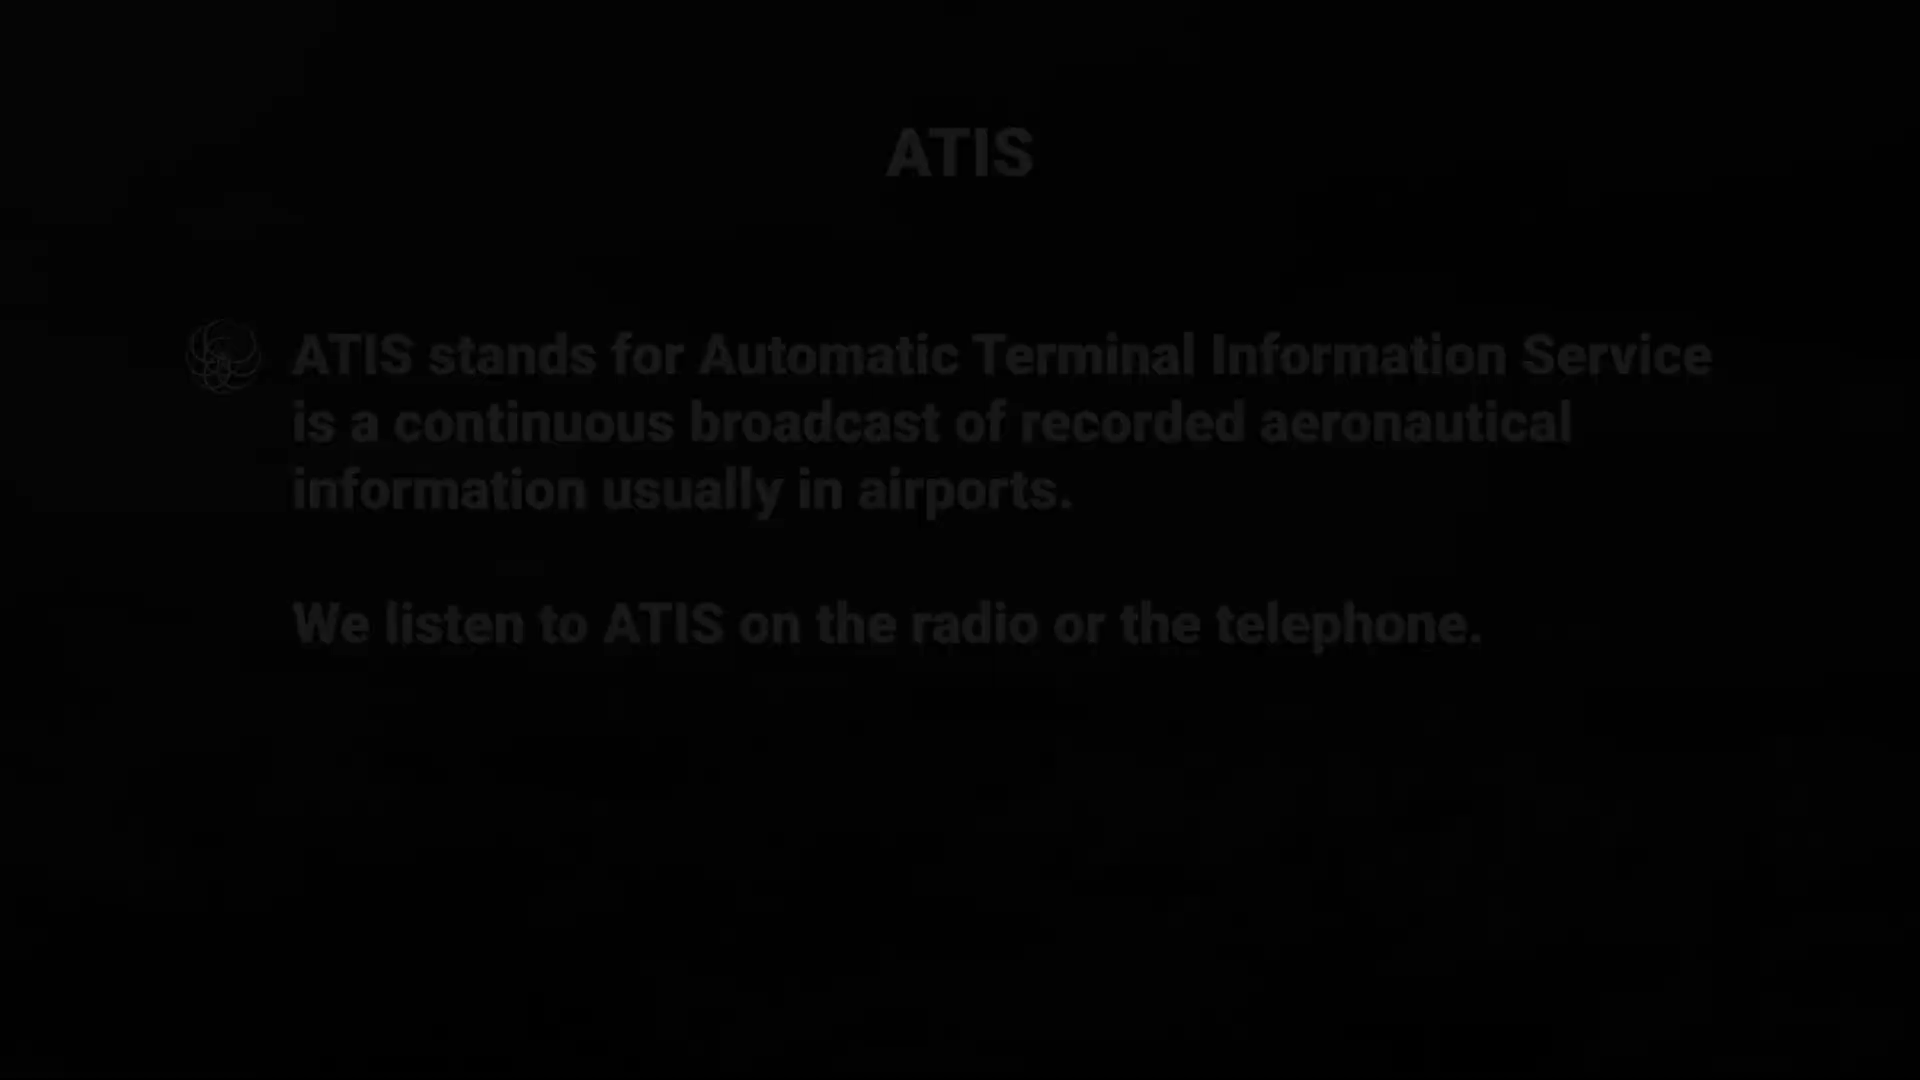 ATIS
ATIS stands for Automatic Terminal Information Service
is a continuous broadcast of recorded aeronautical
information usually in airports.
We listen to ATIS on the radio or the telephone.